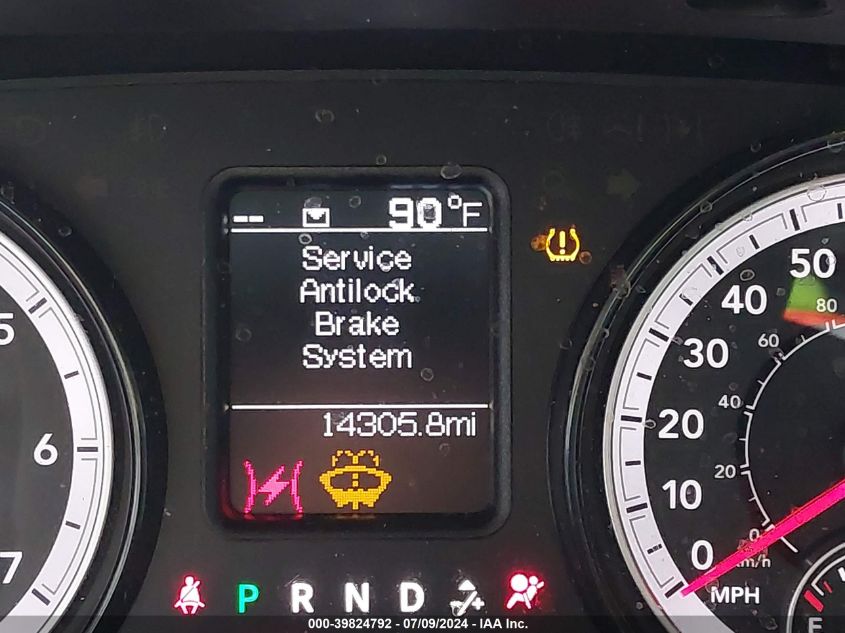 -- 90°F
Service
Antilock
Brake
System
14305.8mi
5
6
7
50
40
30
20
10
0
MPH
80
60
40
20
0
km/h
P R N D
F
000-39824792 - 07/09/2024 - IAA Inc.